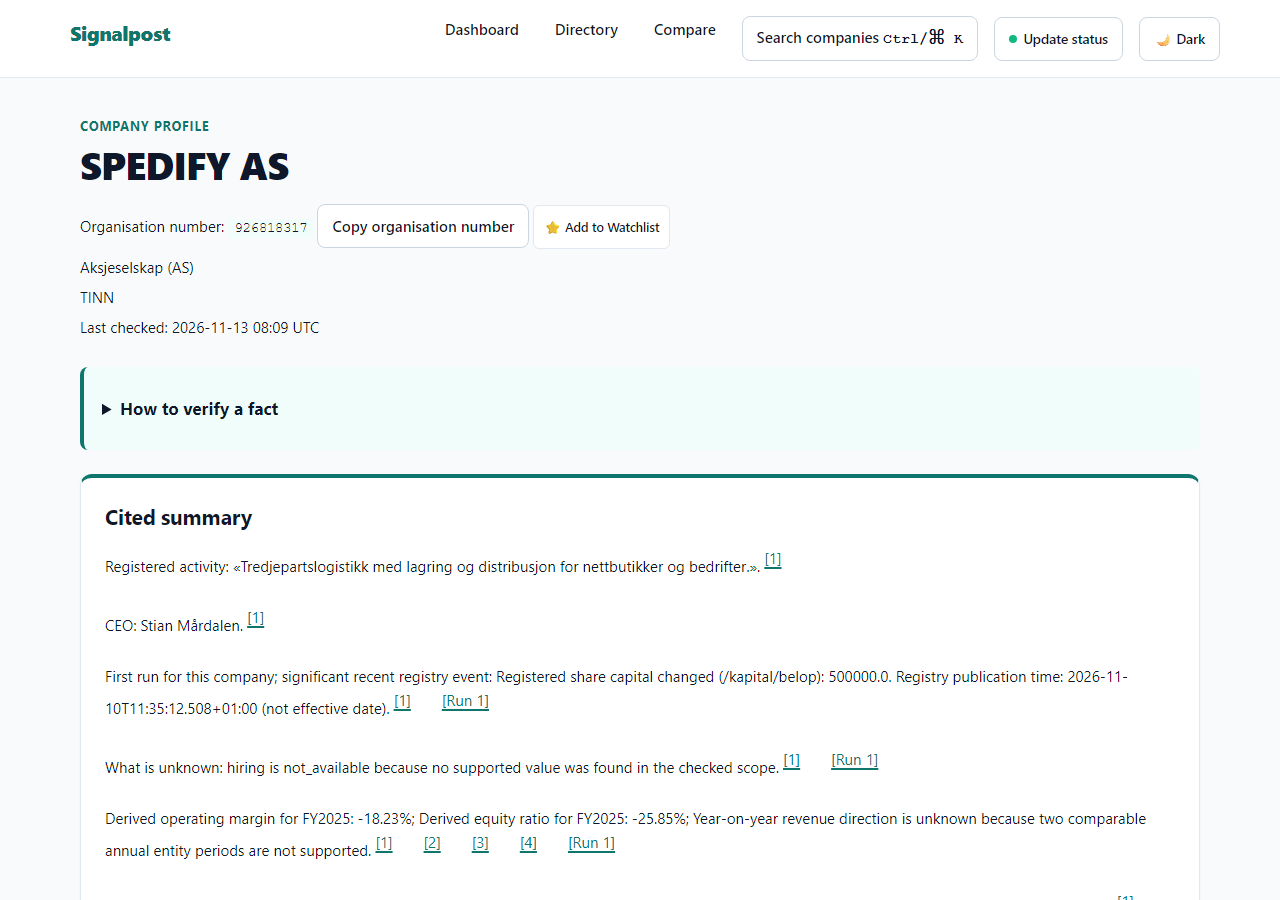 Signalpost
Dashboard
Directory
Compare
Search companies Ctrl/⌘ K
Update status
Dark
COMPANY PROFILE
SPEDIFY AS
Organisation number: 926818317
Copy organisation number
Add to Watchlist
Aksjeselskap (AS)
TINN
Last checked: 2026-11-13 08:09 UTC
How to verify a fact
Cited summary
Registered activity: «Tredjepartslogistikk med lagring og distribusjon for nettbutikker og bedrifter.». [1]
CEO: Stian Mårdalen. [1]
First run for this company; significant recent registry event: Registered share capital changed (/kapital/belop): 500000.0. Registry publication time: 2026-11-
10T11:35:12.508+01:00 (not effective date). [1] [Run 1]
What is unknown: hiring is not_available because no supported value was found in the checked scope. [1] [Run 1]
Derived operating margin for FY2025: -18.23%; Derived equity ratio for FY2025: -25.85%; Year-on-year revenue direction is unknown because two comparable
annual entity periods are not supported. [1] [2] [3] [4] [Run 1]